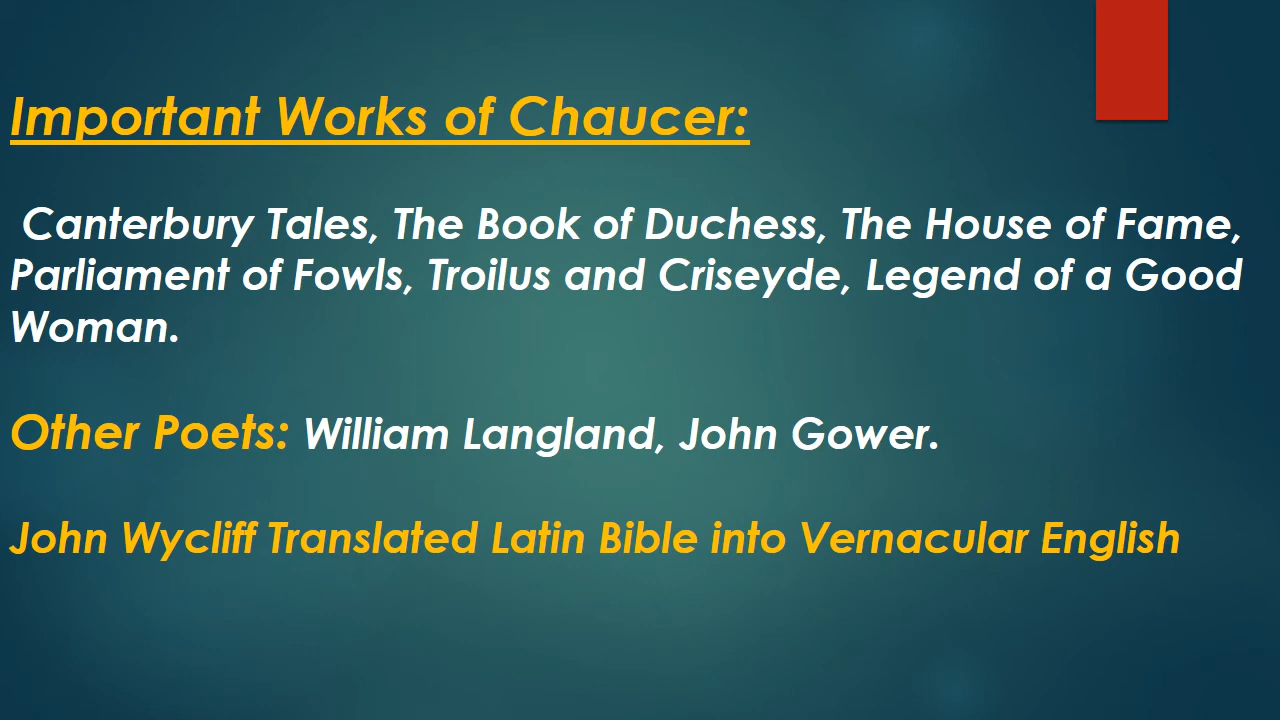 Important Works of Chaucer:
Canterbury Tales, The Book of Duchess, The House of Fame,
Parliament of Fowls, Troilus and Criseyde, Legend of a Good
Woman.
Other Poets: William Langland, John Gower.
John Wycliff Translated Latin Bible into Vernacular English